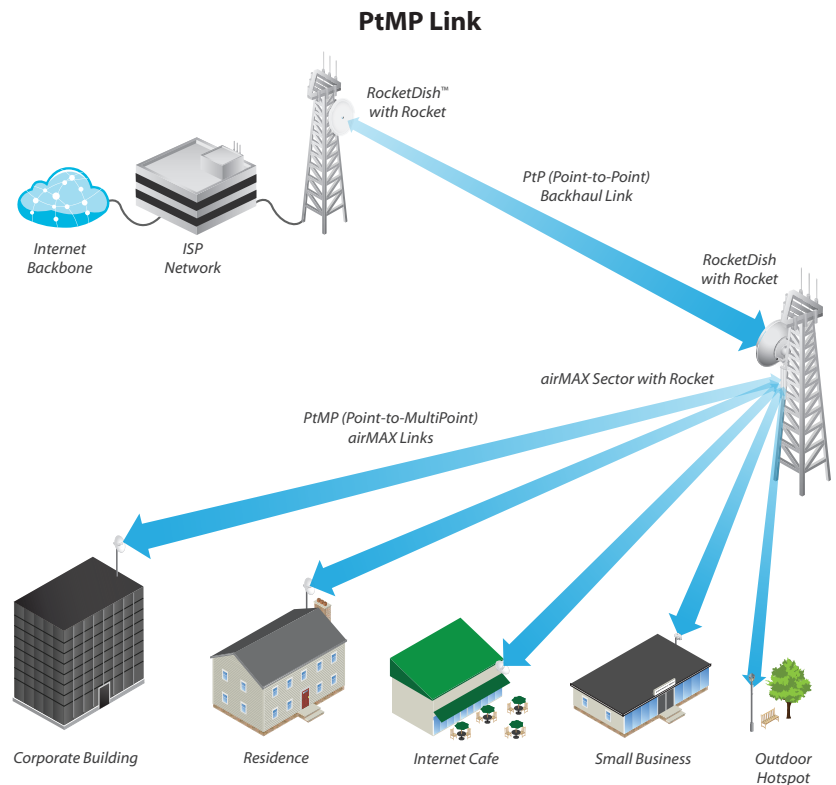 PtMP Link
RocketDish™
with Rocket
PtP (Point-to-Point)
Backhaul Link
Internet
Backbone
ISP
Network
RocketDish
with Rocket
airMAX Sector with Rocket
PtMP (Point-to-MultiPoint)
airMAX Links
Corporate Building
Residence
Internet Cafe
Small Business
Outdoor
Hotspot